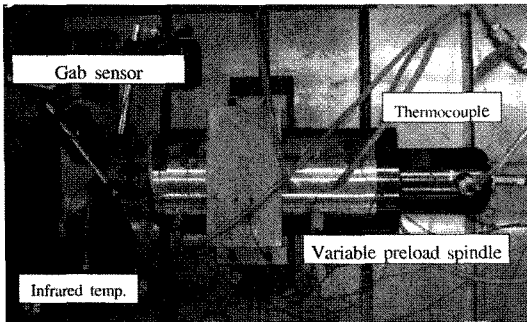 Gab sensor
Thermocouple
Variable preload spindle
Infrared temp.